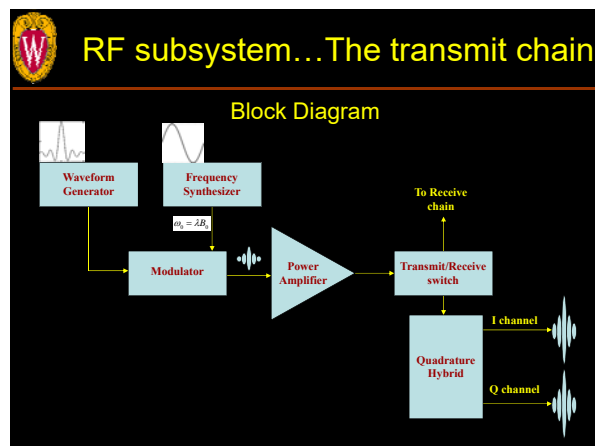 W
RF subsystem…The transmit chain
Block Diagram
Waveform
Generator
Frequency
Synthesizer
ω₀ = λB₀
To Receive
chain
Modulator
Power
Amplifier
Transmit/Receive
switch
I channel
Quadrature
Hybrid
Q channel